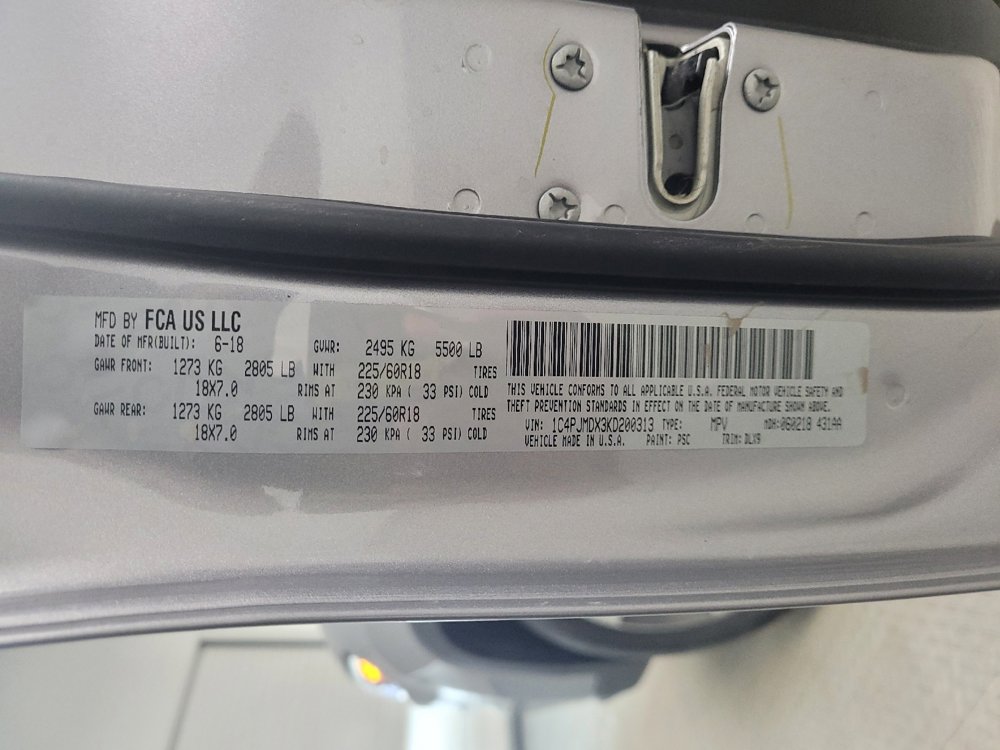 MFD BY FCA US LLC
DATE OF MFR(BUILT): 6-18 GVWR: 2495 KG 5500 LB
GAWR FRONT: 1273 KG 2805 LB WITH 225/60R18 TIRES
18X7.0 RIMS AT 230 KPA ( 33 PSI) COLD
GAWR REAR: 1273 KG 2805 LB WITH 225/60R18 TIRES
18X7.0 RIMS AT 230 KPA ( 33 PSI) COLD
THIS VEHICLE CONFORMS TO ALL APPLICABLE U.S.A. FEDERAL MOTOR VEHICLE SAFETY AND
THEFT PREVENTION STANDARDS IN EFFECT ON THE DATE OF MANUFACTURE SHOWN ABOVE.
VIN: 1C4PJMDX3KD200313 TYPE: MPV MDH: 060218 431AA
VEHICLE MADE IN U.S.A. PAINT: PSC TRIM: DLX9